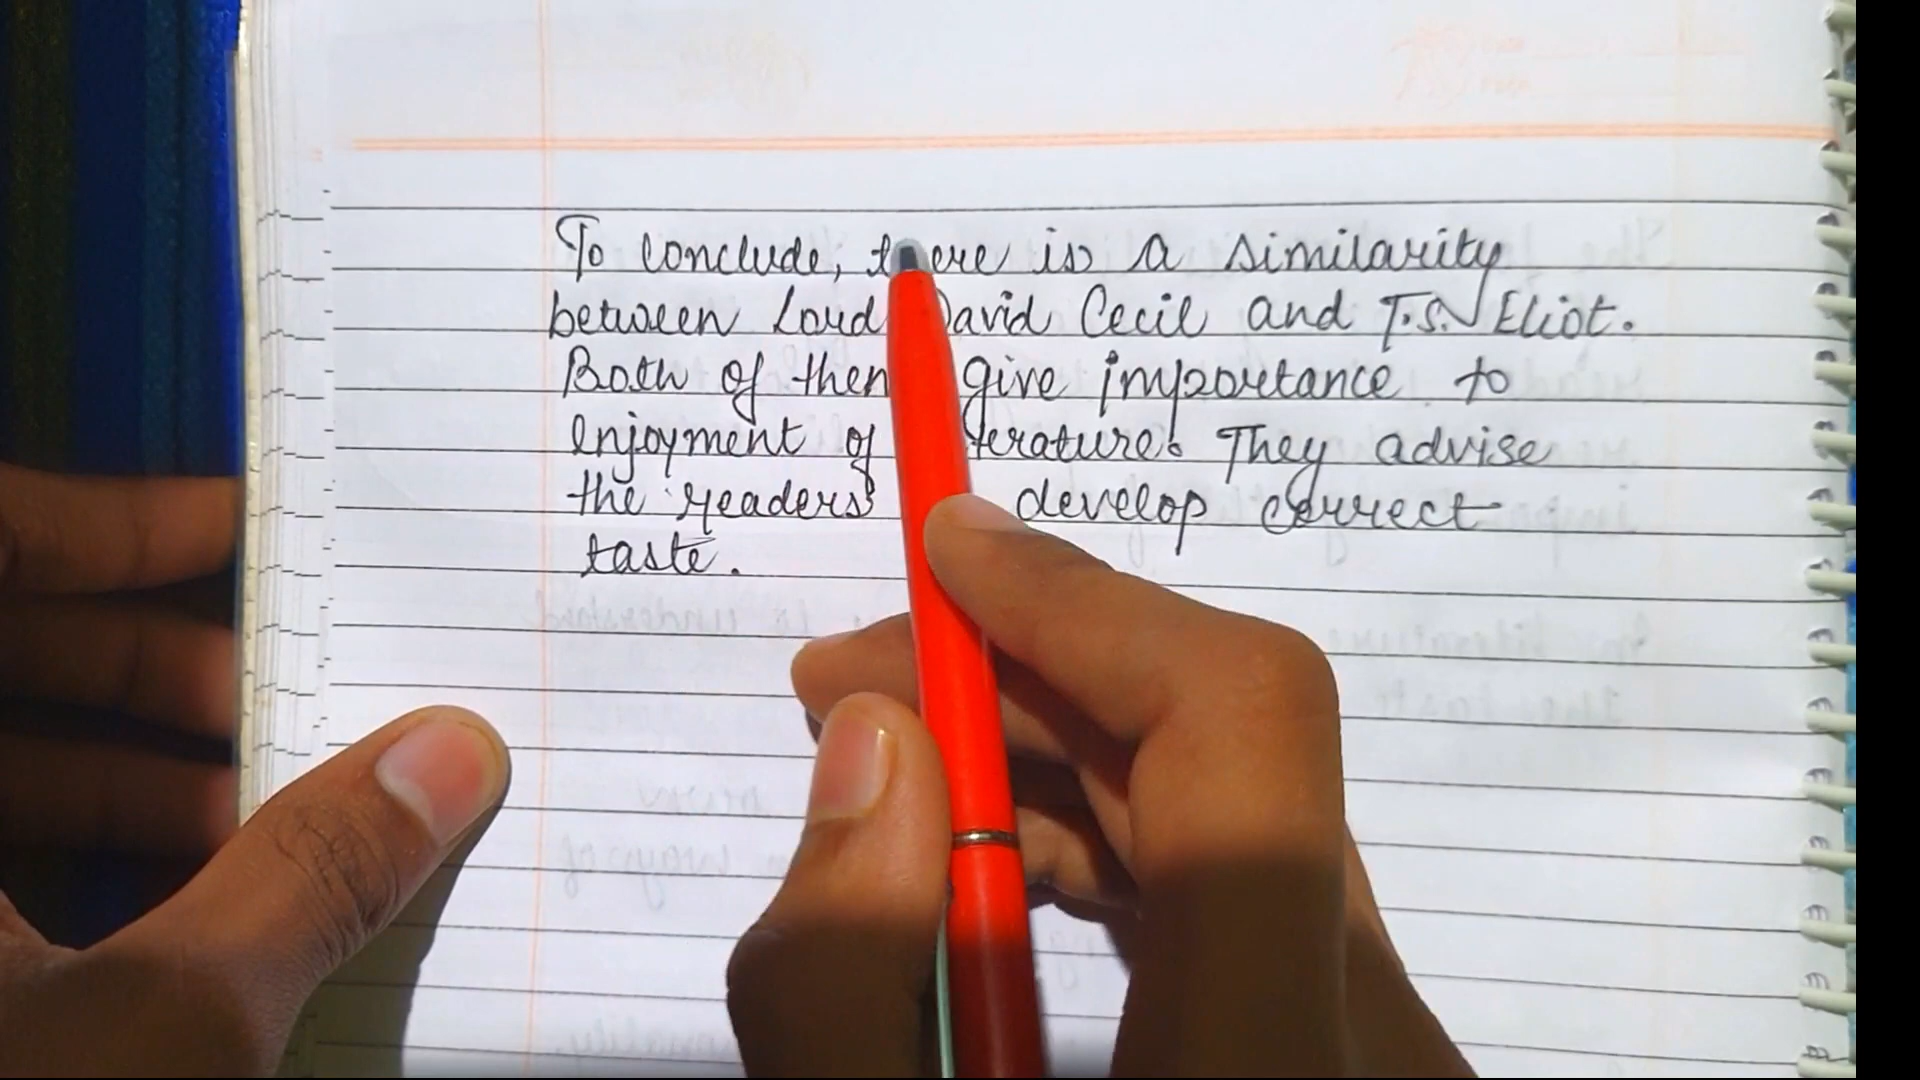 To conclude, there is a similarity
between Lord David Cecil and T.S. Eliot.
Both of them give importance to
enjoyment of literature. They advise
the readers develop correct
taste.